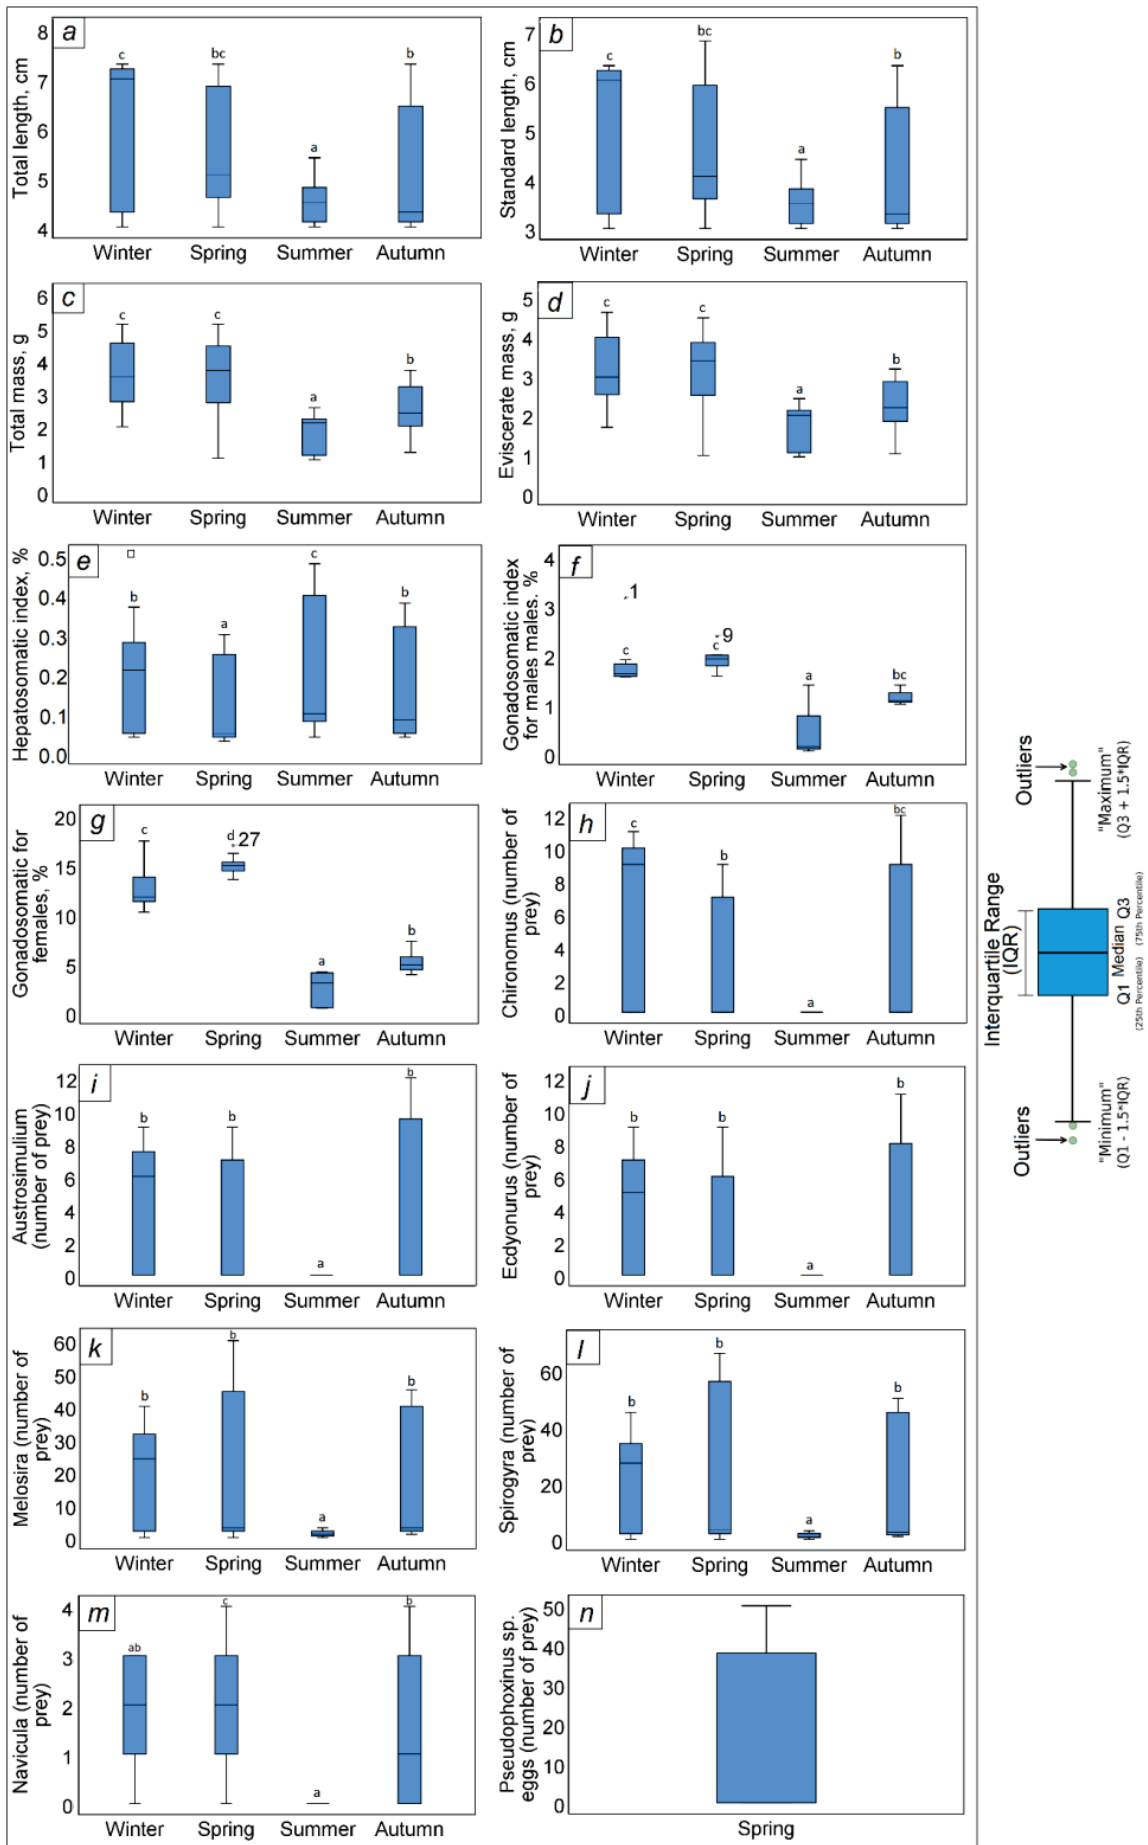 a
Total length, cm
8
7
6
5
4
c
bc
a
b
Winter Spring Summer Autumn
b
Standard length, cm
7
6
5
4
3
c
bc
a
b
Winter Spring Summer Autumn
c
Total mass, g
6
5
4
3
2
1
0
c
c
a
b
Winter Spring Summer Autumn
d
Eviscerate mass, g
5
4
3
2
1
0
c
c
a
b
Winter Spring Summer Autumn
e
Hepatosomatic index, %
0.5
0.4
0.3
0.2
0.1
0.0
b
a
c
b
Winter Spring Summer Autumn
f
Gonadosomatic index
for males males. %
4
3
2
1
0
1
c
9
c
a
bc
Winter Spring Summer Autumn
g
Gonadosomatic for
females, %
20
15
10
5
0
c
d
27
a
b
Winter Spring Summer Autumn
h
Chironomus (number of
prey)
12
10
8
6
4
2
0
c
b
a
bc
Winter Spring Summer Autumn
i
Austrosimulium
(number of prey)
12
10
8
6
4
2
0
b
b
a
b
Winter Spring Summer Autumn
j
Ecdyonurus (number of
prey)
12
10
8
6
4
2
0
b
b
a
b
Winter Spring Summer Autumn
k
Melosira (number of
prey)
60
50
40
30
20
10
0
b
b
a
b
Winter Spring Summer Autumn
l
Spirogyra (number of
prey)
60
40
20
0
b
b
a
b
Winter Spring Summer Autumn
m
Navicula (number of
prey)
4
3
2
1
0
ab
c
a
b
Winter Spring Summer Autumn
n
Pseudophoxinus sp.
eggs (number of prey)
50
40
30
20
10
0
Spring
Outliers
"Maximum"
(Q3 + 1.5*IQR)
Interquartile Range
(IQR)
Q3
(75th Percentile)
Median
Q1
(25th Percentile)
Outliers
"Minimum"
(Q1 - 1.5*IQR)